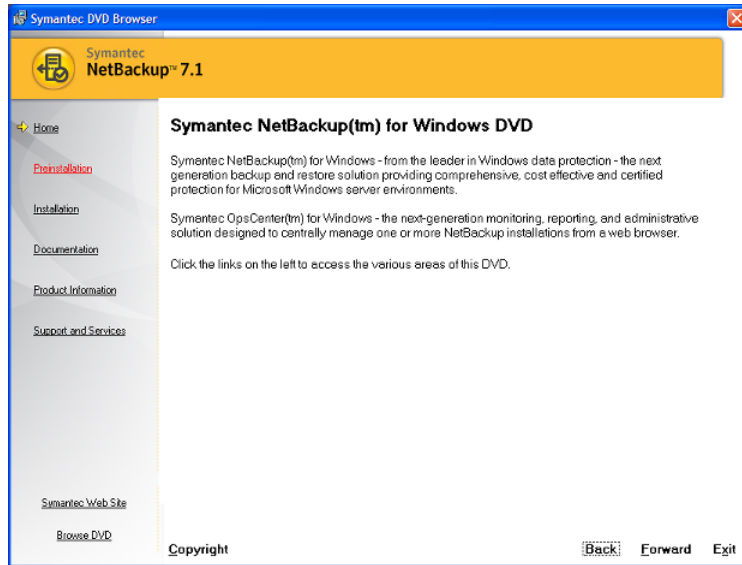 Symantec DVD Browser
Symantec
NetBackup™ 7.1
Home
Preinstallation
Installation
Documentation
Product Information
Support and Services
Symantec Web Site
Browse DVD
Symantec NetBackup(tm) for Windows DVD
Symantec NetBackup(tm) for Windows - from the leader in Windows data protection - the next
generation backup and restore solution providing comprehensive, cost effective and certified
protection for Microsoft Windows server environments.
Symantec OpsCenter(tm) for Windows - the next-generation monitoring, reporting, and administrative
solution designed to centrally manage one or more NetBackup installations from a web browser.
Click the links on the left to access the various areas of this DVD.
Copyright
Back Forward Exit